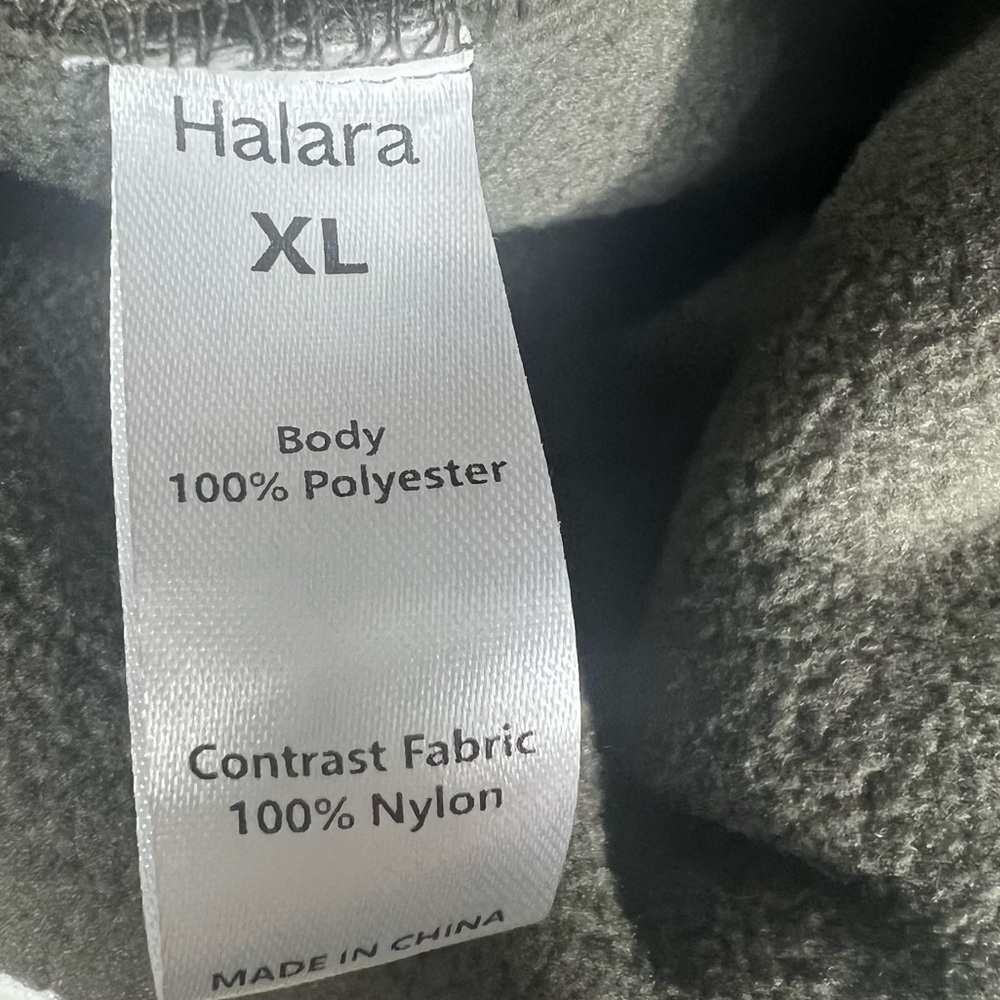 Halara
XL
Body
100% Polyester
Contrast Fabric
100% Nylon
MADE IN CHINA